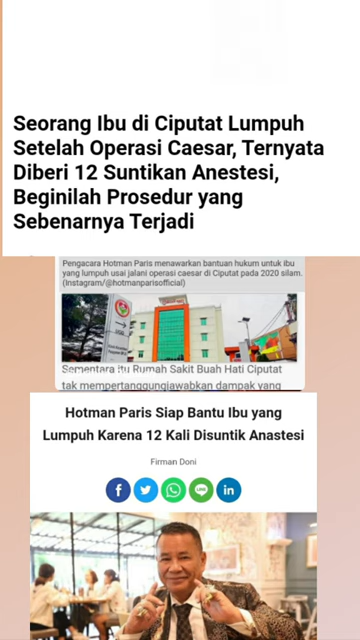 Seorang Ibu di Ciputat Lumpuh
Setelah Operasi Caesar, Ternyata
Diberi 12 Suntikan Anestesi,
Beginilah Prosedur yang
Sebenarnya Terjadi
Pengacara Hotman Paris menawarkan bantuan hukum untuk ibu
yang lumpuh usai jalani operasi caesar di Ciputat pada 2020 silam.
(Instagram/@hotmanparisofficial)
Sementara itu Rumah Sakit Buah Hati Ciputat
tak mempertanggungjawabkan dampak yang
Hotman Paris Siap Bantu Ibu yang
Lumpuh Karena 12 Kali Disuntik Anastesi
Firman Doni
LINE